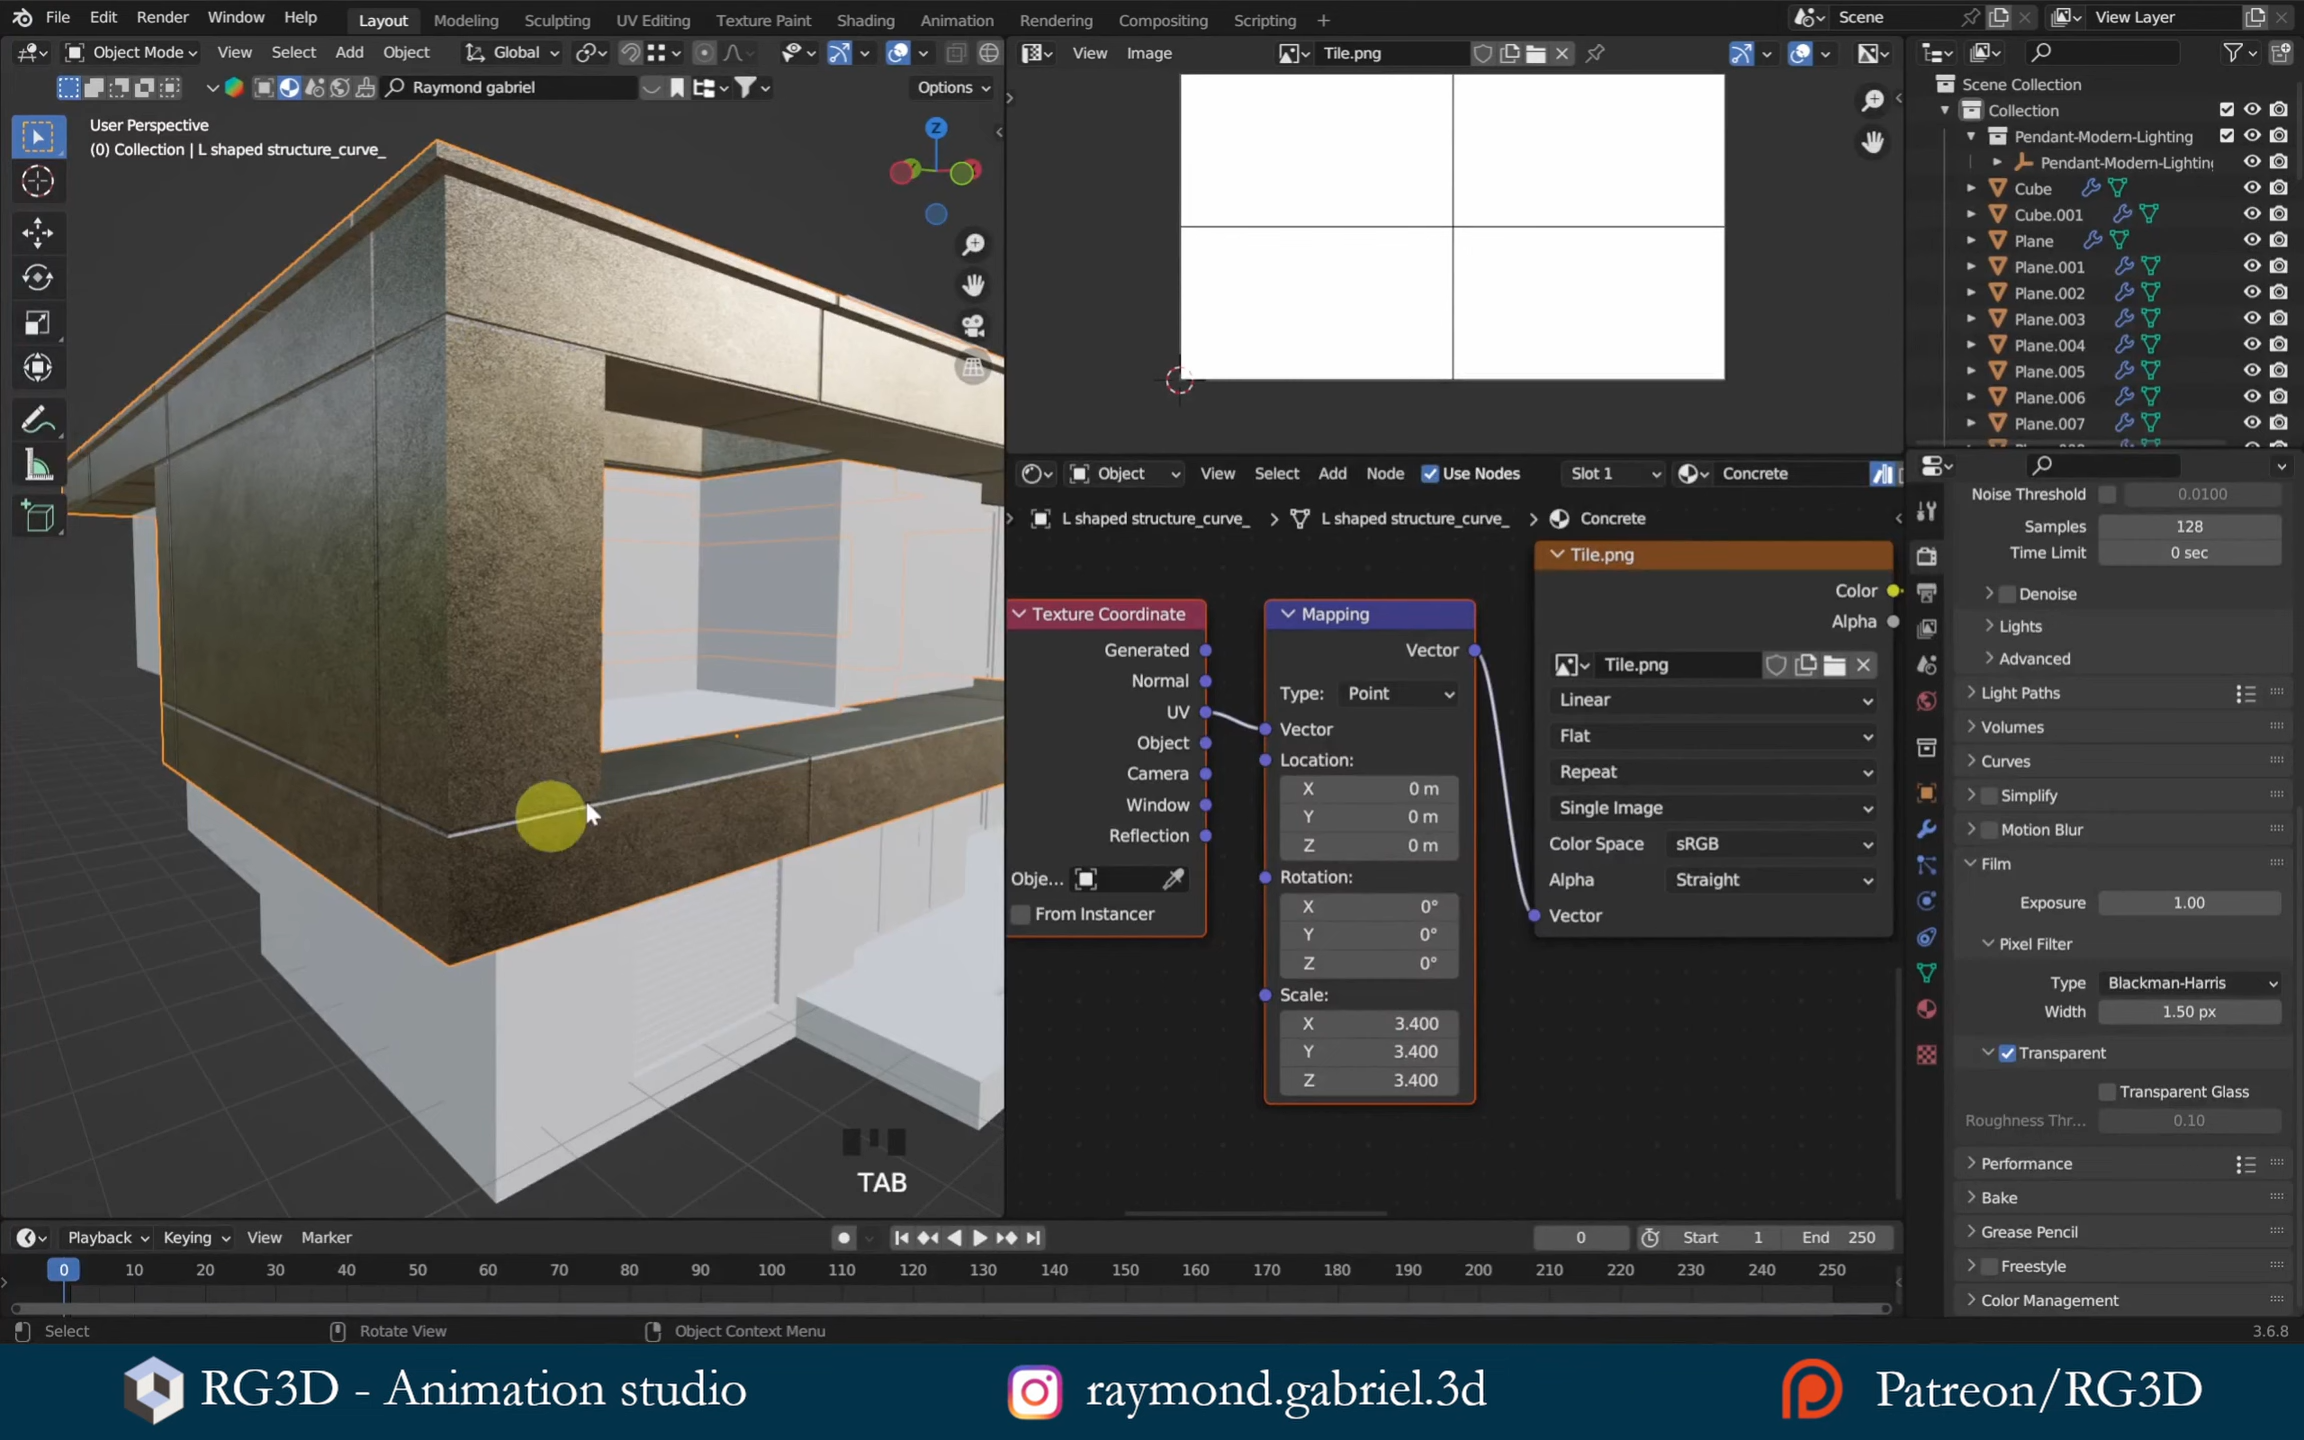 File Edit Render Window Help Layout Modeling Sculpting UV Editing Texture Paint Shading Animation Rendering Compositing Scripting + Scene View Layer
Object Mode View Select Add Object Global
Raymond gabriel Options
User Perspective
(0) Collection | L shaped structure_curve_
Z
TAB
View Image Tile.png
Object View Select Add Node Use Nodes Slot 1 Concrete
L shaped structure_curve_ > L shaped structure_curve_ > Concrete
Texture Coordinate
Generated
Normal
UV
Object
Camera
Window
Reflection
Obje...
From Instancer
Mapping
Vector
Type: Point
Vector
Location:
X 0 m
Y 0 m
Z 0 m
Rotation:
X 0°
Y 0°
Z 0°
Scale:
X 3.400
Y 3.400
Z 3.400
Tile.png
Color
Alpha
Tile.png
Linear
Flat
Repeat
Single Image
Color Space sRGB
Alpha Straight
Vector
Scene Collection
Collection
Pendant-Modern-Lighting
Pendant-Modern-Lighting
Cube
Cube.001
Plane
Plane.001
Plane.002
Plane.003
Plane.004
Plane.005
Plane.006
Plane.007
Noise Threshold 0.0100
Samples 128
Time Limit 0 sec
Denoise
Lights
Advanced
Light Paths
Volumes
Curves
Simplify
Motion Blur
Film
Exposure 1.00
Pixel Filter
Type Blackman-Harris
Width 1.50 px
Transparent
Transparent Glass
Roughness Thr... 0.10
Performance
Bake
Grease Pencil
Freestyle
Color Management
Playback Keying View Marker 0 Start 1 End 250
0 10 20 30 40 50 60 70 80 90 100 110 120 130 140 150 160 170 180 190 200 210 220 230 240 250
Select Rotate View Object Context Menu 3.6.8
RG3D - Animation studio raymond.gabriel.3d Patreon/RG3D